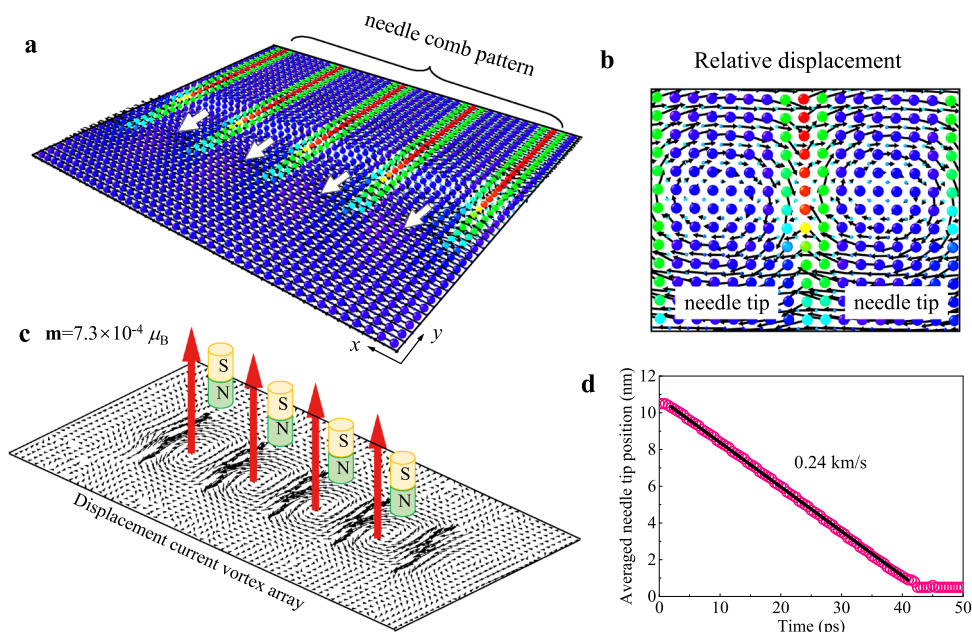 a
needle comb pattern
x
y
b
Relative displacement
needle tip
needle tip
c
m=7.3×10⁻⁴ μ_B
S
N
S
N
S
N
S
N
Displacement current vortex array
d
Averaged needle tip position (nm)
12
10
8
6
4
2
0
0.24 km/s
0 10 20 30 40 50
Time (ps)